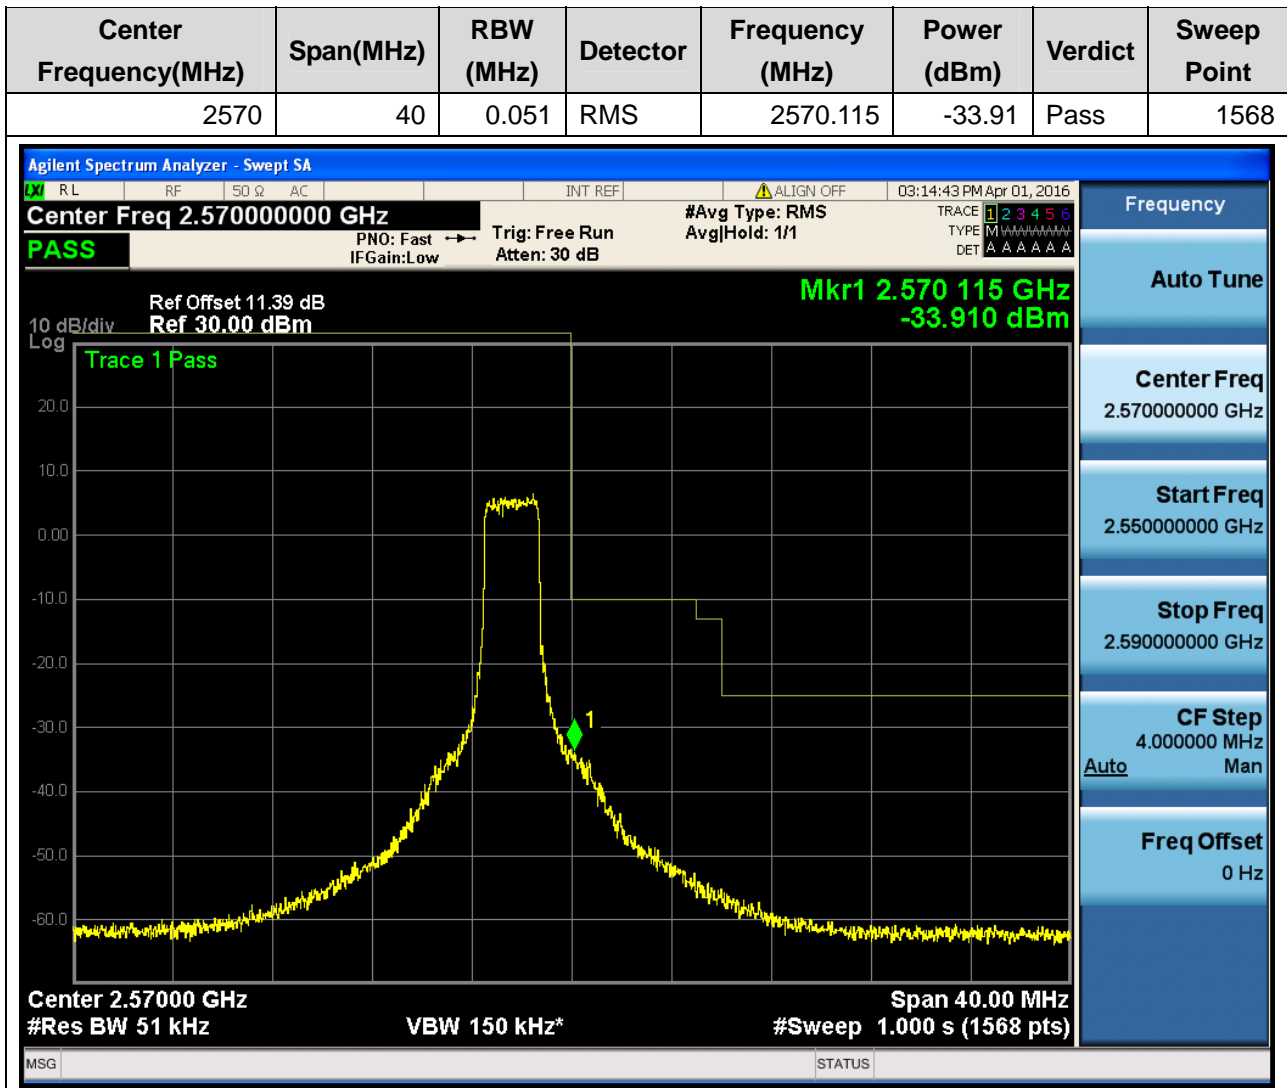 Center Frequency(MHz) Span(MHz) RBW (MHz) Detector Frequency (MHz) Power (dBm) Verdict Sweep Point
2570 40 0.051 RMS 2570.115 -33.91 Pass 1568
Agilent Spectrum Analyzer - Swept SA
LXI RL RF 50 Ω AC INT REF ALIGN OFF 03:14:43 PM Apr 01, 2016
Center Freq 2.570000000 GHz
#Avg Type: RMS
TRACE 1 2 3 4 5 6
PASS
PNO: Fast
Trig: Free Run
Avg|Hold: 1/1
TYPE M
IFGain:Low
Atten: 30 dB
DET A A A A A A
Mkr1 2.570 115 GHz
-33.910 dBm
Ref Offset 11.39 dB
10 dB/div Ref 30.00 dBm
Log
Trace 1 Pass
20.0
10.0
0.00
-10.0
-20.0
-30.0
1
-40.0
-50.0
-60.0
Center 2.57000 GHz Span 40.00 MHz
#Res BW 51 kHz VBW 150 kHz* #Sweep 1.000 s (1568 pts)
MSG STATUS
Frequency
Auto Tune
Center Freq
2.570000000 GHz
Start Freq
2.550000000 GHz
Stop Freq
2.590000000 GHz
CF Step
4.000000 MHz
Auto Man
Freq Offset
0 Hz